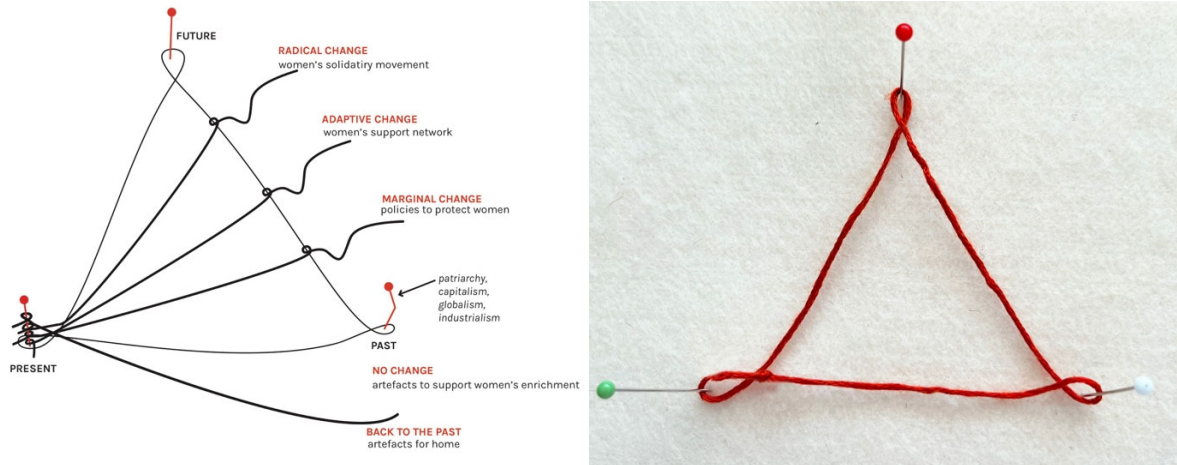 FUTURE
RADICAL CHANGE
women's solidatiry movement
ADAPTIVE CHANGE
women's support network
MARGINAL CHANGE
policies to protect women
patriarchy,
capitalism,
globalism,
industrialism
PAST
PRESENT
NO CHANGE
artefacts to support women's enrichment
BACK TO THE PAST
artefacts for home